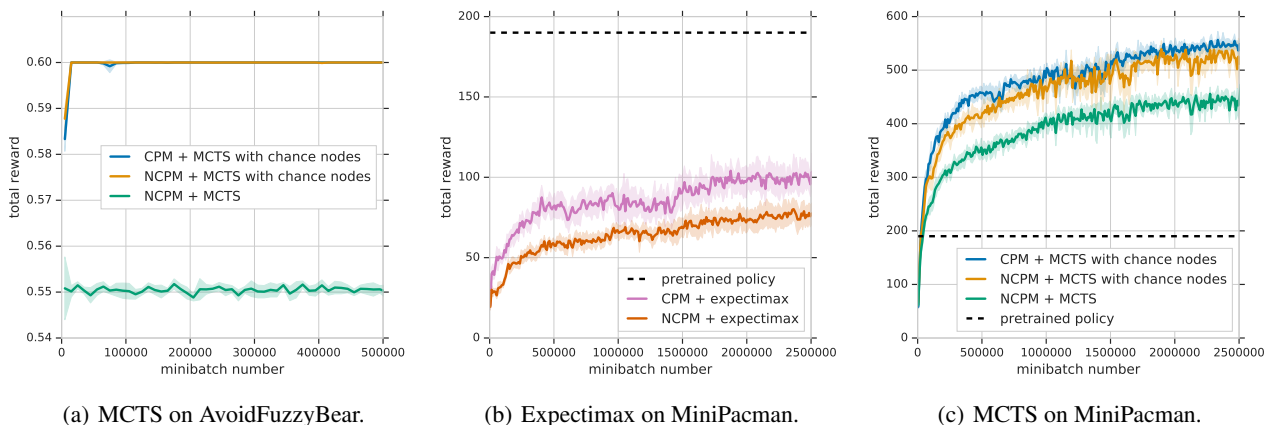 0.60
0.59
0.58
0.57
0.56
0.55
0.54
total reward
CPM + MCTS with chance nodes
NCPM + MCTS with chance nodes
NCPM + MCTS
0 100000 200000 300000 400000 500000
minibatch number
(a) MCTS on AvoidFuzzyBear.
200
150
100
50
0
total reward
pretrained policy
CPM + expectimax
NCPM + expectimax
0 500000 1000000 1500000 2000000 2500000
minibatch number
(b) Expectimax on MiniPacman.
600
500
400
300
200
100
0
total reward
CPM + MCTS with chance nodes
NCPM + MCTS with chance nodes
NCPM + MCTS
pretrained policy
0 500000 1000000 1500000 2000000 2500000
minibatch number
(c) MCTS on MiniPacman.